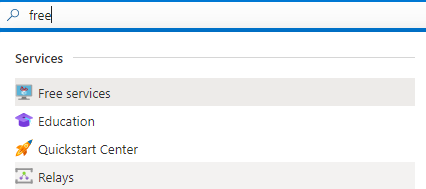 free
Services
Free services
Education
Quickstart Center
Relays